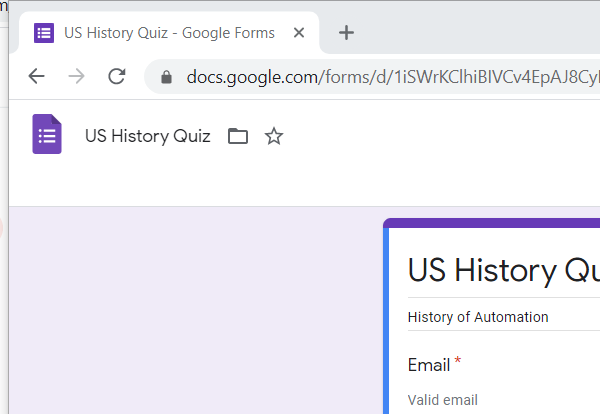 US History Quiz - Google Forms
docs.google.com/forms/d/1iSWrKClhiBIVCv4EpAJ8Cy
US History Quiz
US History Qu
History of Automation
Email *
Valid email